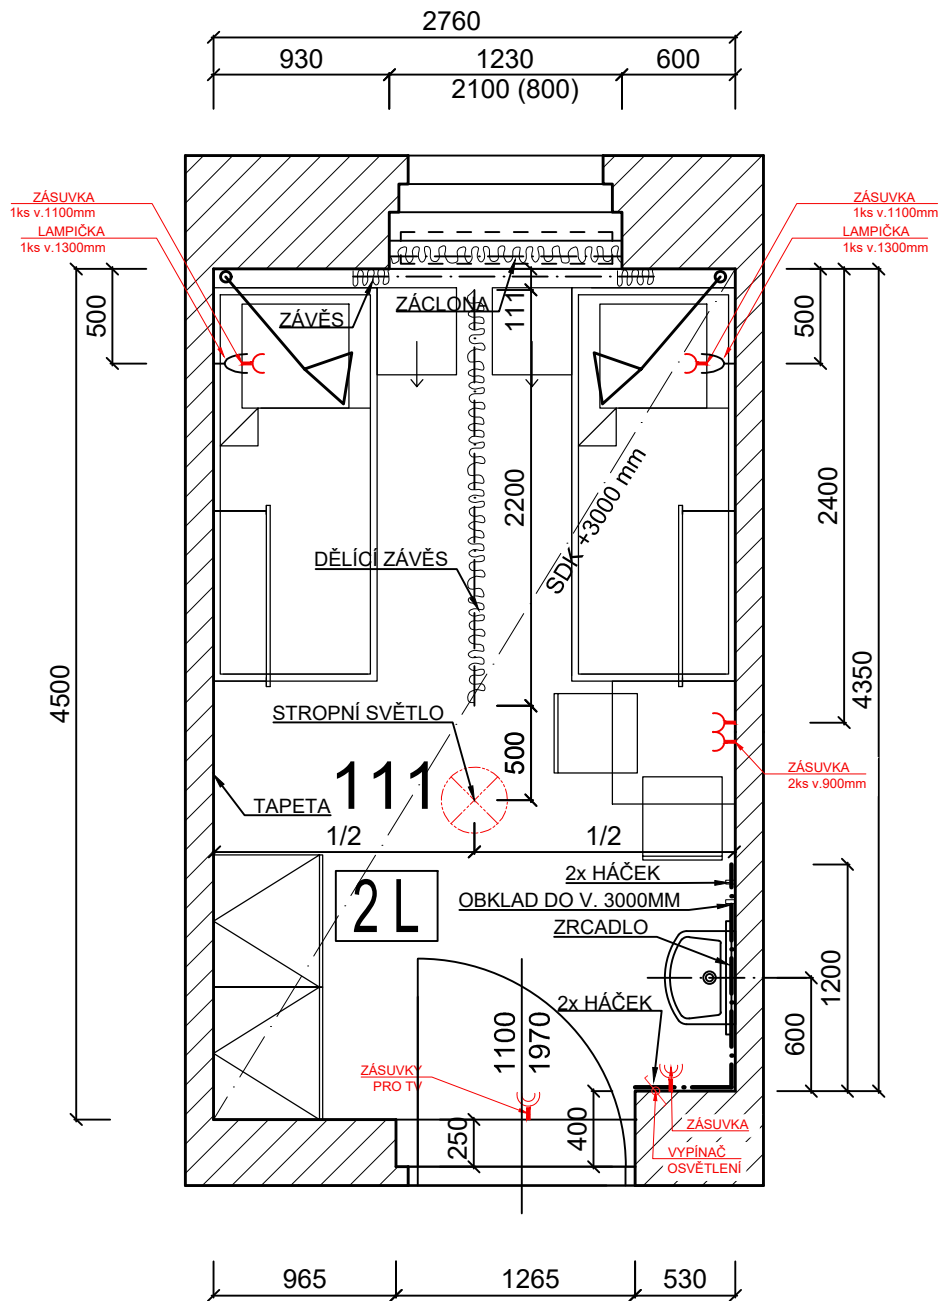 2760
930
1230
600
2100 (800)
ZÁSUVKA
1ks v.1100mm
LAMPIČKA
1ks v.1300mm
ZÁSUVKA
1ks v.1100mm
LAMPIČKA
1ks v.1300mm
500
ZÁVĚS
ZÁCLONA
111
500
2200
2400
SDK +3000 mm
DĚLÍCÍ ZÁVĚS
4500
4350
STROPNÍ SVĚTLO
500
ZÁSUVKA
2ks v.900mm
TAPETA
111
1/2
1/2
2x HÁČEK
2 L
OBKLAD DO V. 3000MM
ZRCADLO
1200
2x HÁČEK
600
1100
1970
ZÁSUVKY
PRO TV
250
400
ZÁSUVKA
VYPÍNAČ
OSVĚTLENÍ
965
1265
530